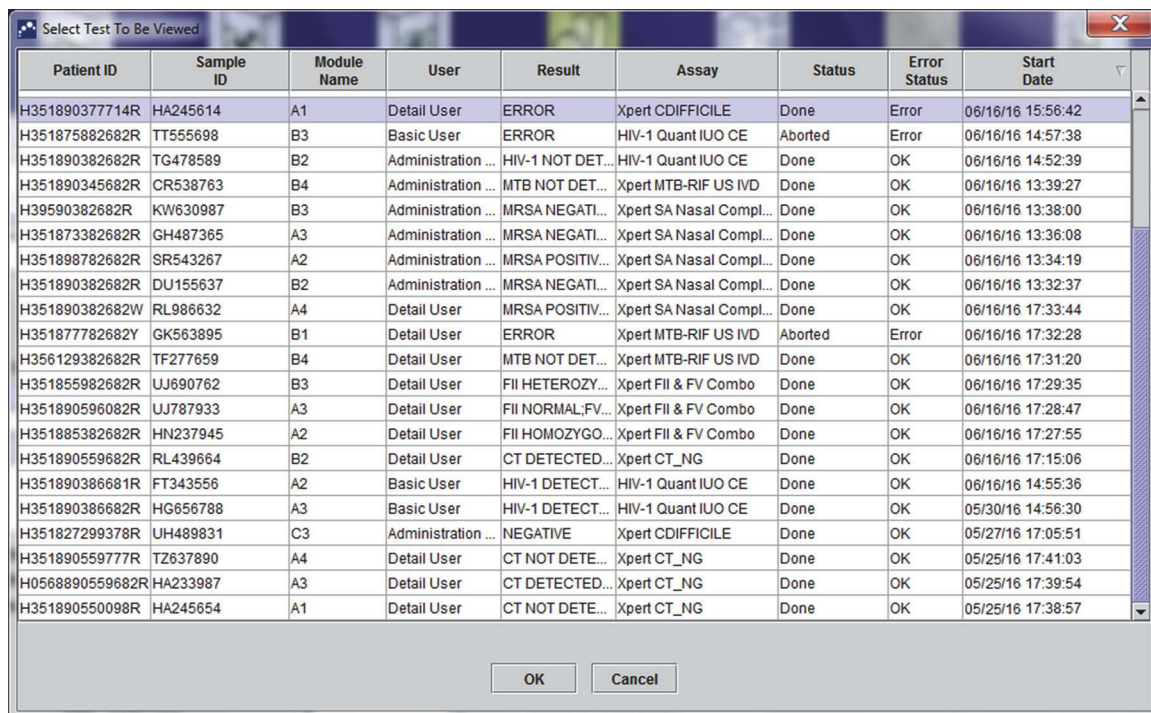 Select Test To Be Viewed
Patient ID Sample ID Module Name User Result Assay Status Error Status Start Date
H351890377714R HA245614 A1 Detail User ERROR Xpert CDIFFICILE Done Error 06/16/16 15:56:42
H351875882682R TT555698 B3 Basic User ERROR HIV-1 Quant IUO CE Aborted Error 06/16/16 14:57:38
H351890382682R TG478589 B2 Administration ... HIV-1 NOT DET... HIV-1 Quant IUO CE Done OK 06/16/16 14:52:39
H351890345682R CR538763 B4 Administration ... MTB NOT DET... Xpert MTB-RIF US IVD Done OK 06/16/16 13:39:27
H39590382682R KW630987 B3 Administration ... MRSA NEGATI... Xpert SA Nasal Compl... Done OK 06/16/16 13:38:00
H351873382682R GH487365 A3 Administration ... MRSA NEGATI... Xpert SA Nasal Compl... Done OK 06/16/16 13:36:08
H351898782682R SR543267 A2 Administration ... MRSA POSITIV... Xpert SA Nasal Compl... Done OK 06/16/16 13:34:19
H351890382682R DU155637 B2 Administration ... MRSA NEGATI... Xpert SA Nasal Compl... Done OK 06/16/16 13:32:37
H351890382682W RL986632 A4 Detail User MRSA POSITIV... Xpert SA Nasal Compl... Done OK 06/16/16 17:33:44
H351877782682Y GK563895 B1 Detail User ERROR Xpert MTB-RIF US IVD Aborted Error 06/16/16 17:32:28
H356129382682R TF277659 B4 Detail User MTB NOT DET... Xpert MTB-RIF US IVD Done OK 06/16/16 17:31:20
H351855982682R UJ690762 B3 Detail User FII HETEROZY... Xpert FII & FV Combo Done OK 06/16/16 17:29:35
H351890596082R UJ787933 A3 Detail User FII NORMAL;FV... Xpert FII & FV Combo Done OK 06/16/16 17:28:47
H351885382682R HN237945 A2 Detail User FII HOMOZYGO... Xpert FII & FV Combo Done OK 06/16/16 17:27:55
H351890559682R RL439664 B2 Detail User CT DETECTED... Xpert CT_NG Done OK 06/16/16 17:15:06
H351890386681R FT343556 A2 Basic User HIV-1 DETECT... HIV-1 Quant IUO CE Done OK 06/16/16 14:55:36
H351890386682R HG656788 A3 Basic User HIV-1 DETECT... HIV-1 Quant IUO CE Done OK 05/30/16 14:56:30
H351827299378R UH489831 C3 Administration ... NEGATIVE Xpert CDIFFICILE Done OK 05/27/16 17:05:51
H351890559777R TZ637890 A4 Detail User CT NOT DETE... Xpert CT_NG Done OK 05/25/16 17:41:03
H0568890559682R HA233987 A3 Detail User CT DETECTED... Xpert CT_NG Done OK 05/25/16 17:39:54
H351890550098R HA245654 A1 Detail User CT NOT DETE... Xpert CT_NG Done OK 05/25/16 17:38:57
OK Cancel